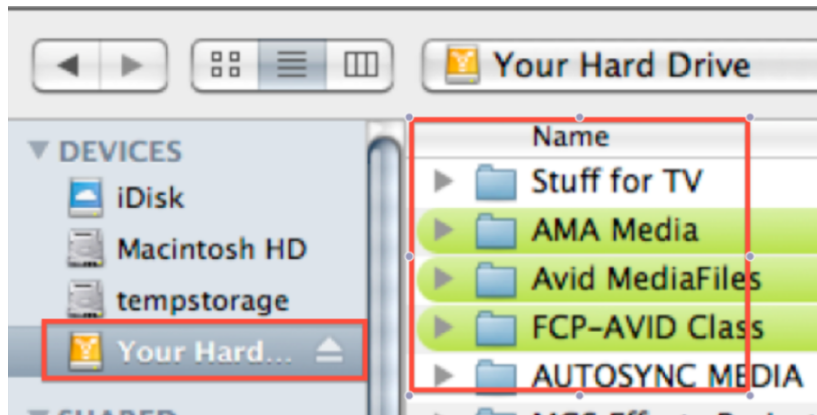 Your Hard Drive
DEVICES
iDisk
Macintosh HD
tempstorage
Your Hard...
SHARED
Name
Stuff for TV
AMA Media
Avid MediaFiles
FCP-AVID Class
AUTOSYNC MEDIA